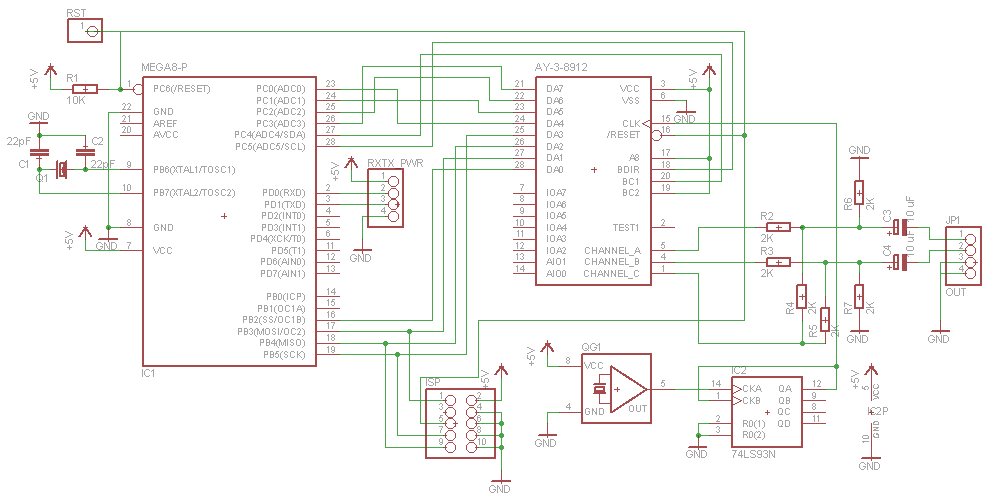 RST
1
+5V
R1
10K
GND
22pF
C1
C2
22pF
Q1
+5V
GND
MEGA8-P
1 PC6(/RESET)
22 GND
21 AREF
20 AVCC
9 PB6(XTAL1/TOSC1)
10 PB7(XTAL2/TOSC2)
8 GND
7 VCC
PC0(ADC0) 23
PC1(ADC1) 24
PC2(ADC2) 25
PC3(ADC3) 26
PC4(ADC4/SDA) 27
PC5(ADC5/SCL) 28
PD0(RXD) 2
PD1(TXD) 3
PD2(INT0) 4
PD3(INT1) 5
PD4(XCK/T0) 6
PD5(T1) 11
PD6(AIN0) 12
PD7(AIN1) 13
PB0(ICP) 14
PB1(OC1A) 15
PB2(SS/OC1B) 16
PB3(MOSI/OC2) 17
PB4(MISO) 18
PB5(SCK) 19
IC1
+5V
RXTX_PWR
1
2
3
4
GND
AY-3-8912
21 DA7
22 DA6
23 DA5
24 DA4
25 DA3
26 DA2
27 DA1
28 DA0
7 IOA7
8 IOA6
9 IOA5
10 IOA4
11 IOA3
12 IOA2
13 AIO1
14 AIO0
VCC 3
VSS 6
CLK 15
/RESET 16
A8 17
BDIR 18
BC1 20
BC2 19
TEST1 2
CHANNEL_A 5
CHANNEL_B 4
CHANNEL_C 1
+5V
GND
R2
2K
R3
2K
R4
2K
R5
2K
GND
R6
2K
R7
2K
GND
C3
10 uF
C4
10 uF
JP1
1
2
3
4
OUT
GND
ISP
1 2
3 4
5 6
7 8
9 10
+5V
GND
+5V
GND
QG1
8 VCC
4 GND
OUT 5
IC2
14 CKA
1 CKB
2 R0(1)
3 R0(2)
QA 12
QB 9
QC 8
QD 11
74LS93N
GND
+5V
5
VCC
IC2P
GND
10
GND